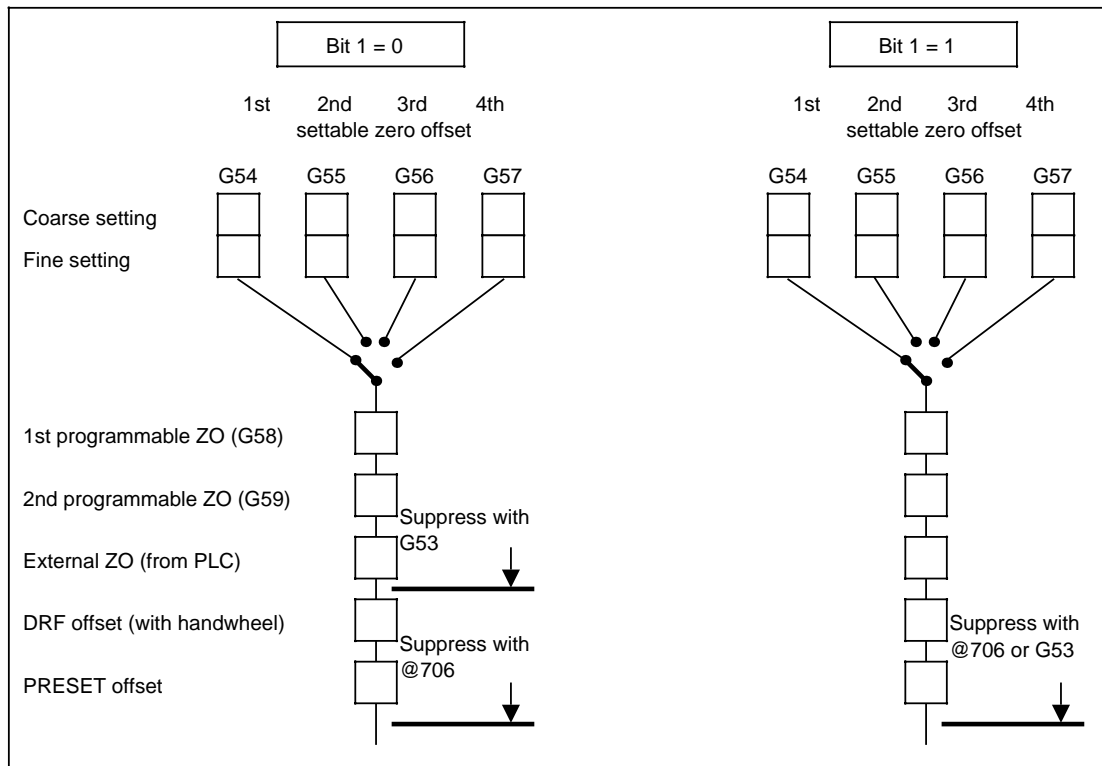 Bit 1 = 0
Bit 1 = 1
1st 2nd 3rd 4th
settable zero offset
1st 2nd 3rd 4th
settable zero offset
G54 G55 G56 G57
G54 G55 G56 G57
Coarse setting
Fine setting
1st programmable ZO (G58)
2nd programmable ZO (G59)
Suppress with
G53
External ZO (from PLC)
DRF offset (with handwheel)
Suppress with
@706
Suppress with
@706 or G53
PRESET offset